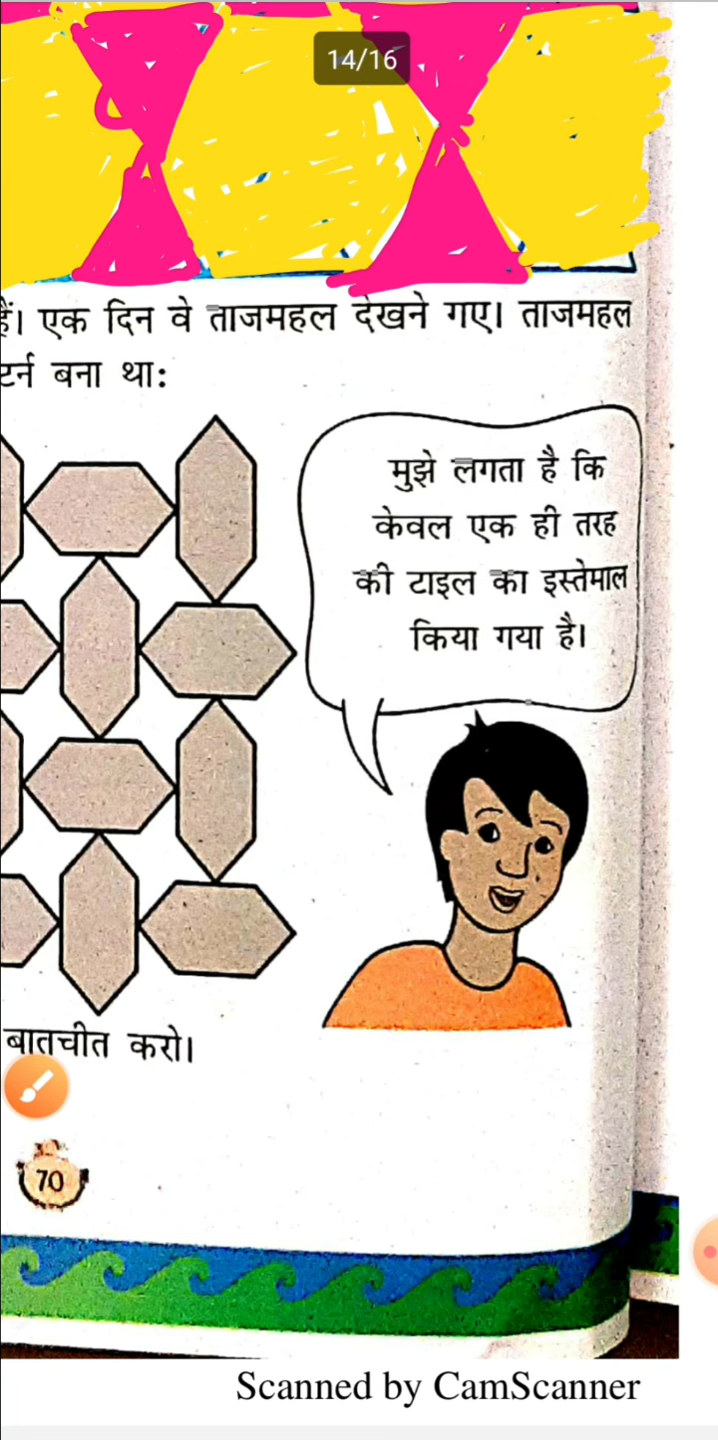 14/16
हैं। एक दिन वे ताजमहल देखने गए। ताजमहल
टर्न बना था:
मुझे लगता है कि
केवल एक ही तरह
की टाइल का इस्तेमाल
किया गया है।
बातचीत करो।
70
Scanned by CamScanner